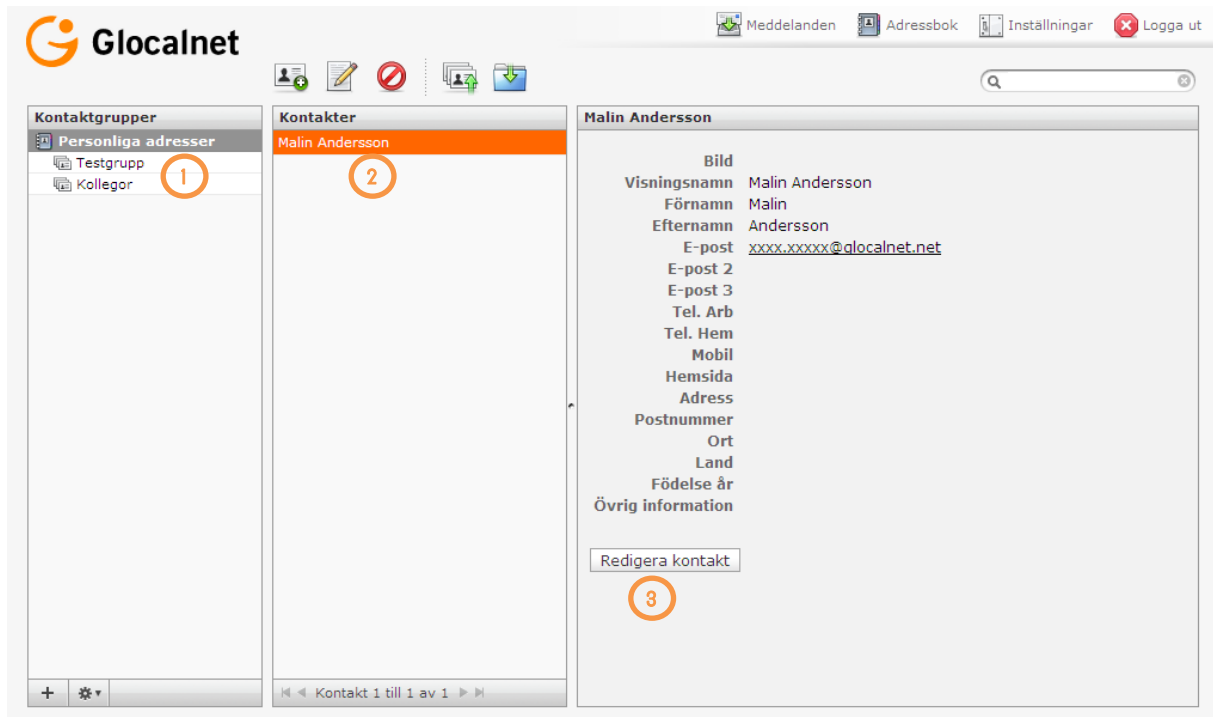 Glocalnet
Meddelanden
Adressbok
Inställningar
Logga ut
Kontaktgrupper
Personliga adresser
Testgrupp
Kollegor
1
Kontakter
Malin Andersson
2
Kontakt 1 till 1 av 1
Malin Andersson
Bild
Visningsnamn Malin Andersson
Förnamn Malin
Efternamn Andersson
E-post xxxx.xxxxx@glocalnet.net
E-post 2
E-post 3
Tel. Arb
Tel. Hem
Mobil
Hemsida
Adress
Postnummer
Ort
Land
Födelse år
Övrig information
Redigera kontakt
3